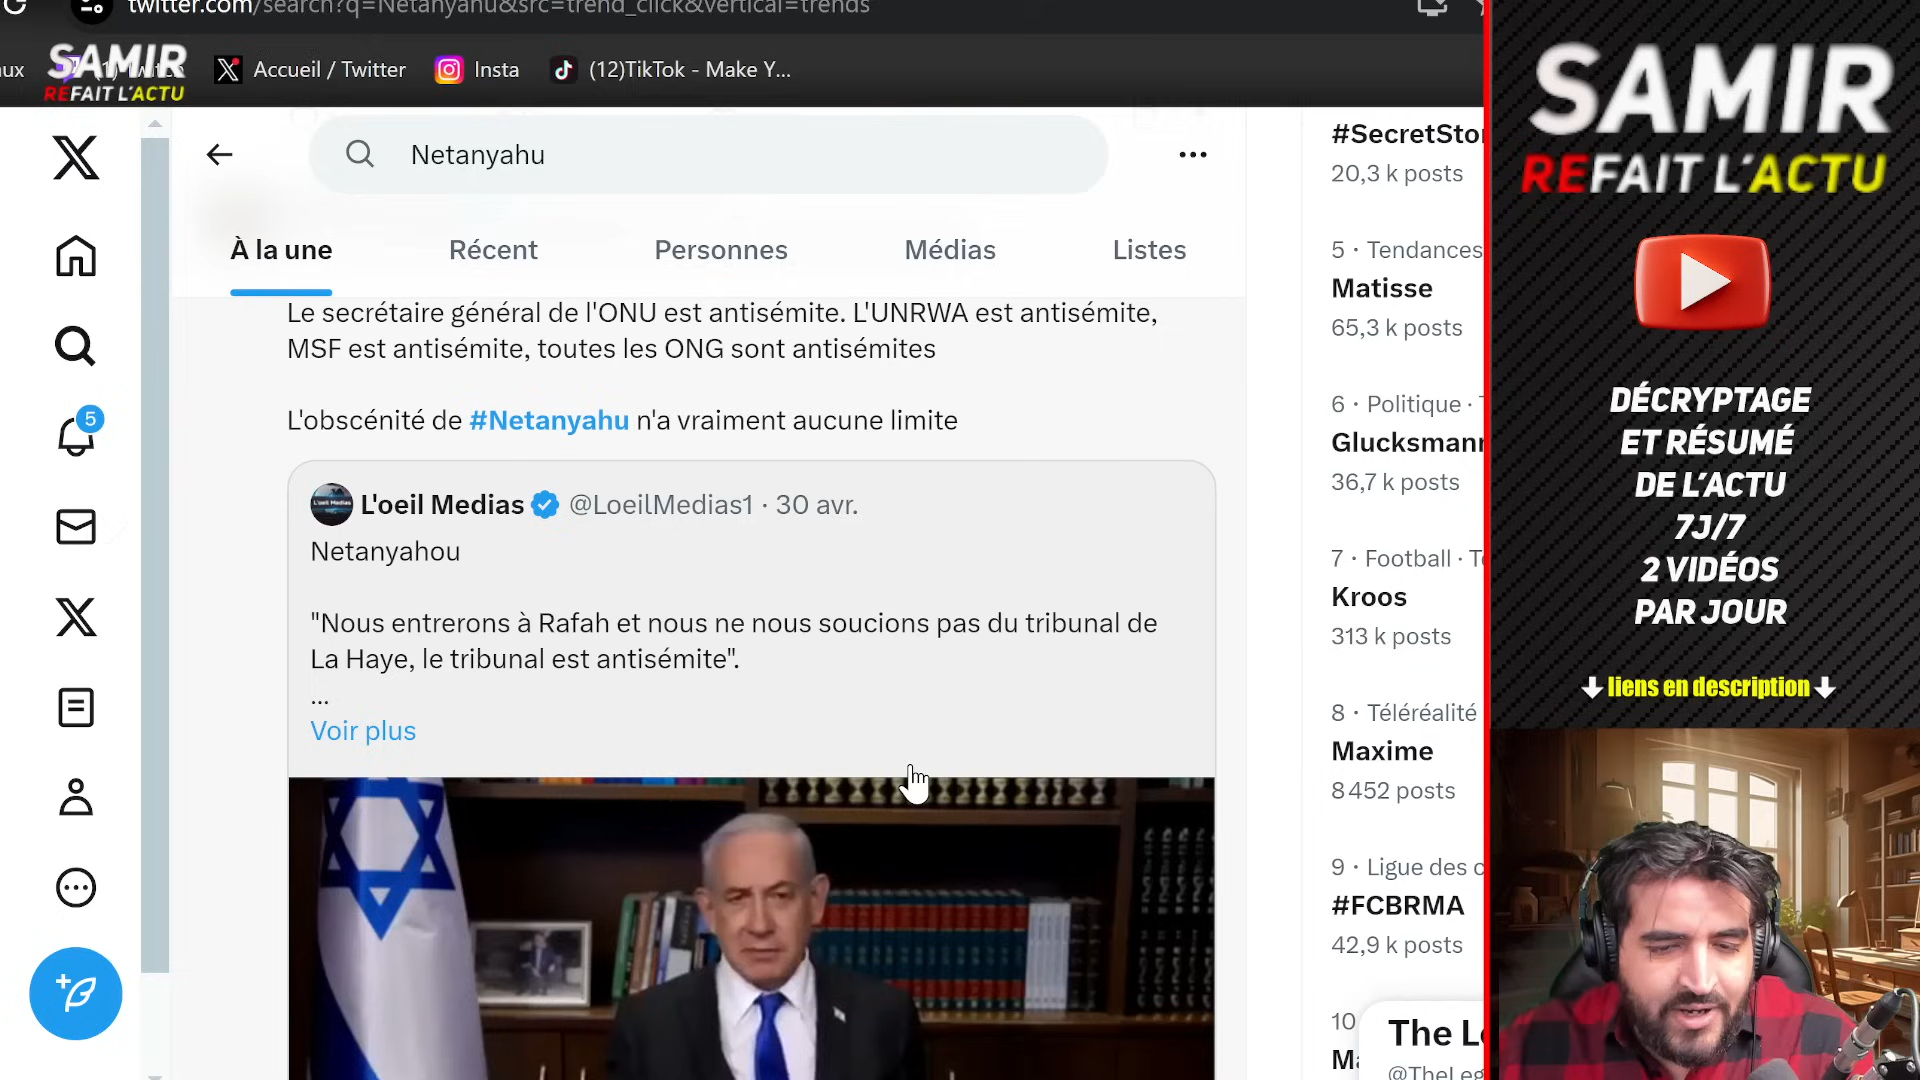 twitter.com/search?q=Netanyahu&src=trend_click&vertical=trends
SAMIR
REFAIT L'ACTU
Accueil / Twitter
Insta
(12)TikTok - Make Y...
Netanyahu
À la une
Récent
Personnes
Médias
Listes
5
Le secrétaire général de l'ONU est antisémite. L'UNRWA est antisémite,
MSF est antisémite, toutes les ONG sont antisémites
L'obscénité de #Netanyahu n'a vraiment aucune limite
L'oeil Medias @LoeilMedias1 · 30 avr.
Netanyahou
"Nous entrerons à Rafah et nous ne nous soucions pas du tribunal de
La Haye, le tribunal est antisémite".
...
Voir plus
#SecretStor
20,3 k posts
5 · Tendances
Matisse
65,3 k posts
6 · Politique ·
Glucksmann
36,7 k posts
7 · Football · T
Kroos
313 k posts
8 · Téléréalité
Maxime
8 452 posts
9 · Ligue des c
#FCBRMA
42,9 k posts
10
The Le
@TheLeg
SAMIR
REFAIT L'ACTU
DÉCRYPTAGE
ET RÉSUMÉ
DE L'ACTU
7J/7
2 VIDÉOS
PAR JOUR
liens en description